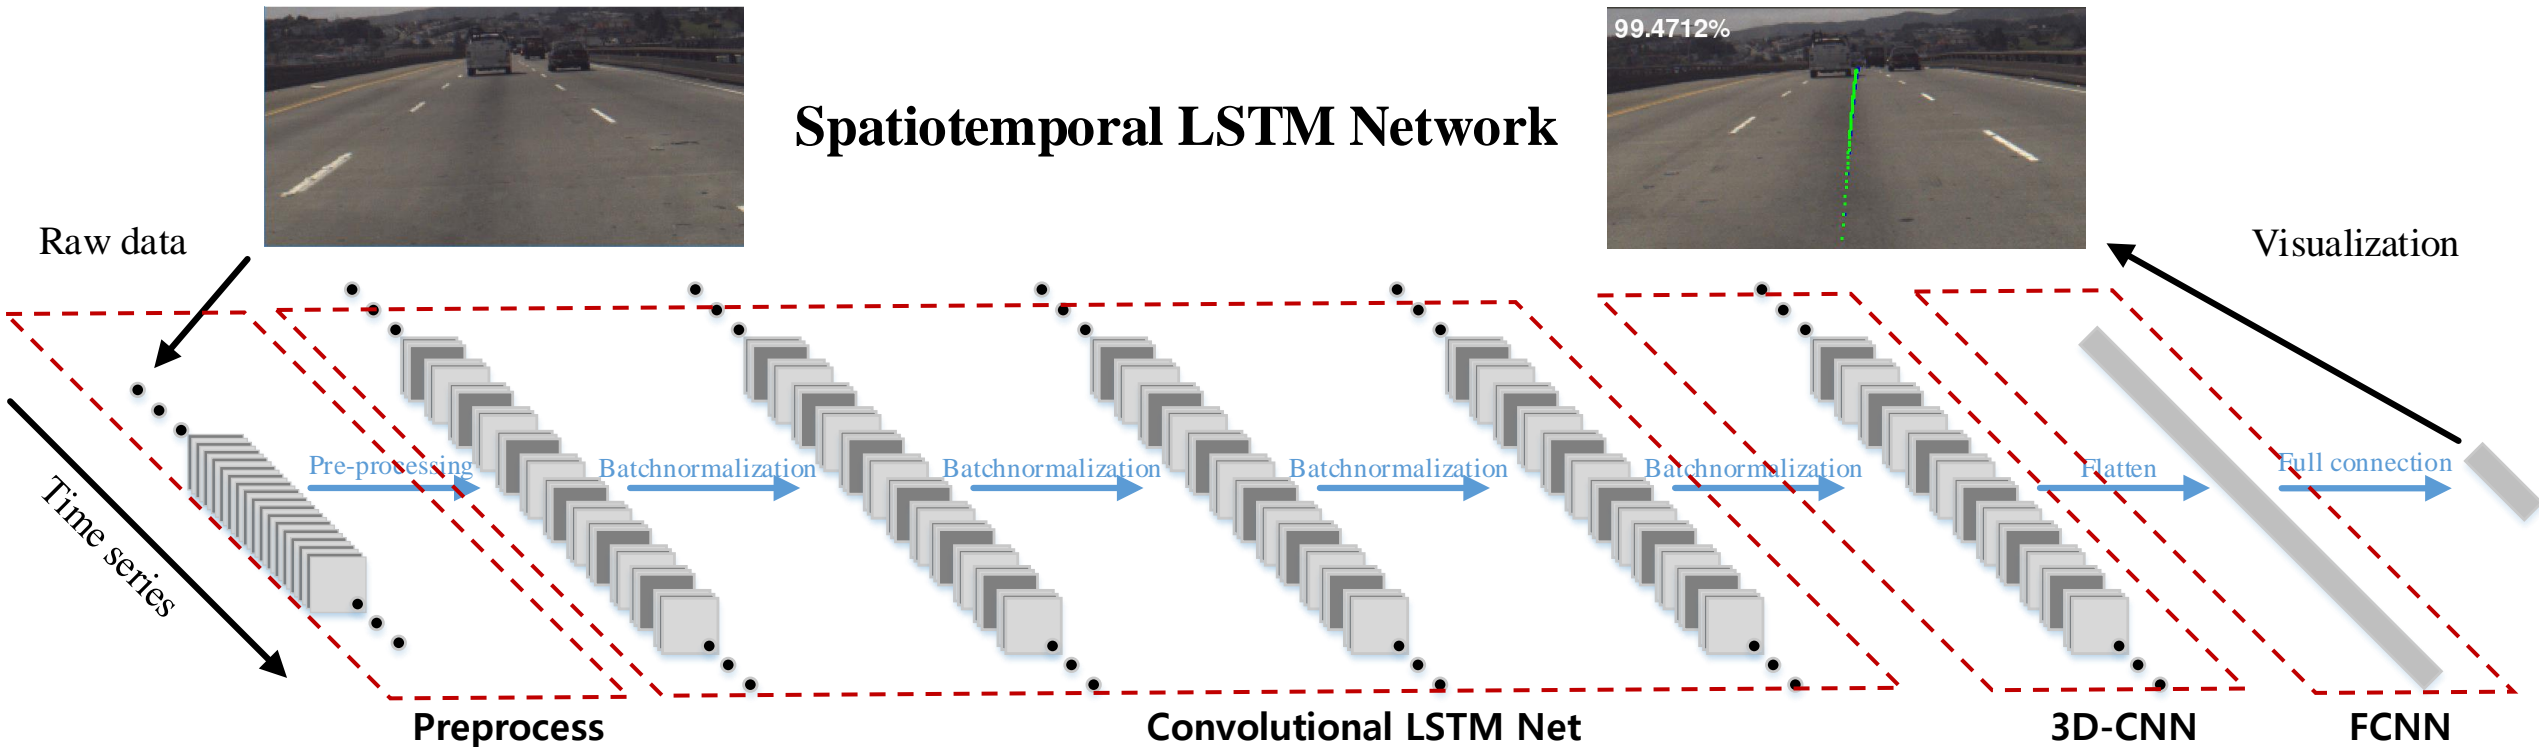 99.4712%
Spatiotemporal LSTM Network
Raw data
Visualization
Time series
Pre-processing
Batchnormalization
Batchnormalization
Batchnormalization
Batchnormalization
Flatten
Full connection
Preprocess
Convolutional LSTM Net
3D-CNN
FCNN